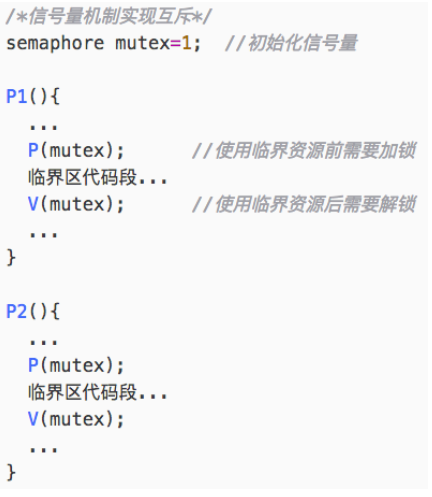 /*信号量机制实现互斥*/
semaphore mutex=1;  //初始化信号量
P1(){
...
P(mutex);  //使用临界资源前需要加锁
临界区代码段...
V(mutex);  //使用临界资源后需要解锁
...
}
P2(){
...
P(mutex);
临界区代码段...
V(mutex);
...
}